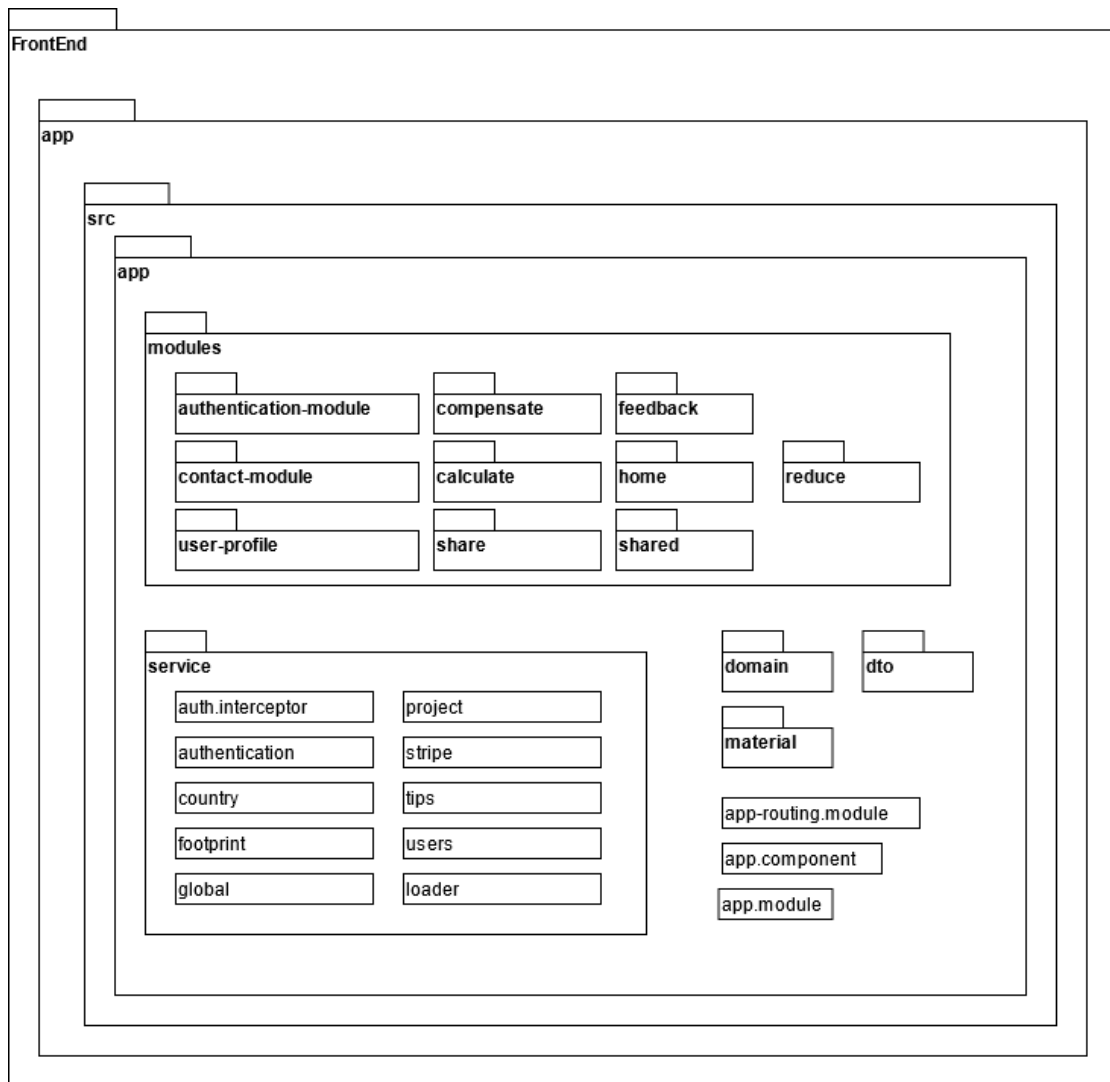 FrontEnd
app
src
app
modules
authentication-module
compensate
feedback
contact-module
calculate
home
reduce
user-profile
share
shared
service
auth.interceptor
project
authentication
stripe
country
tips
footprint
users
global
loader
domain
dto
material
app-routing.module
app.component
app.module